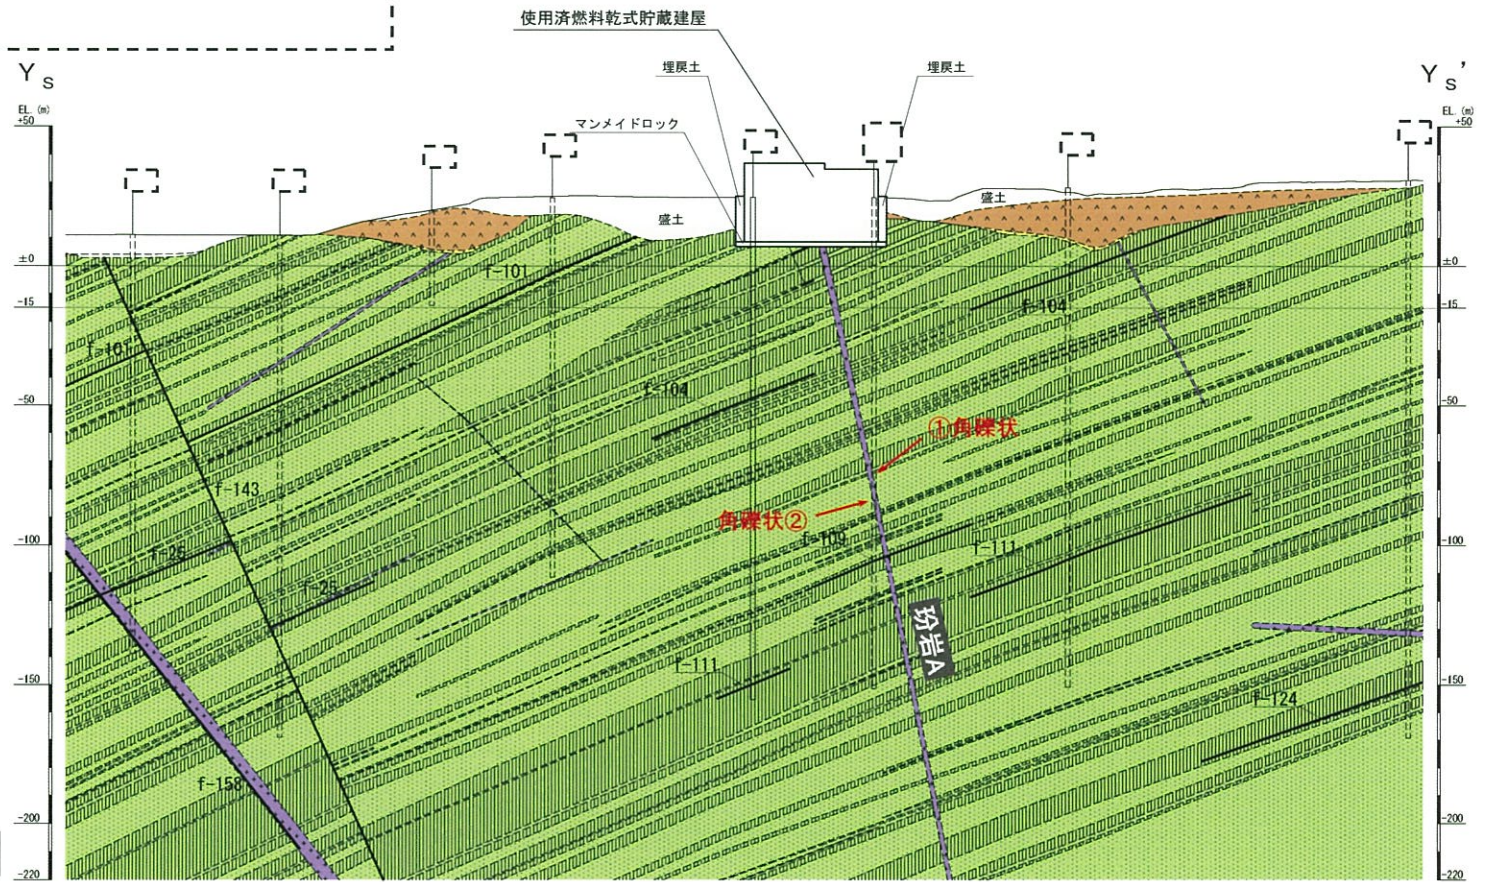 使用済燃料乾式貯蔵建屋
YS
YS'
埋戻土
埋戻土
EL.(m)
+50
EL.(m)
+50
マンメイドロック
盛土
盛土
±0
±0
f-101
-15
-15
f-104
f-101
f-104
-50
-50
①角礫状
f-143
角礫状②
f-109
f-111
-100
-100
f-25
f-25
玢岩A
f-111
-150
-150
f-124
f-158
-200
-200
-220
-220